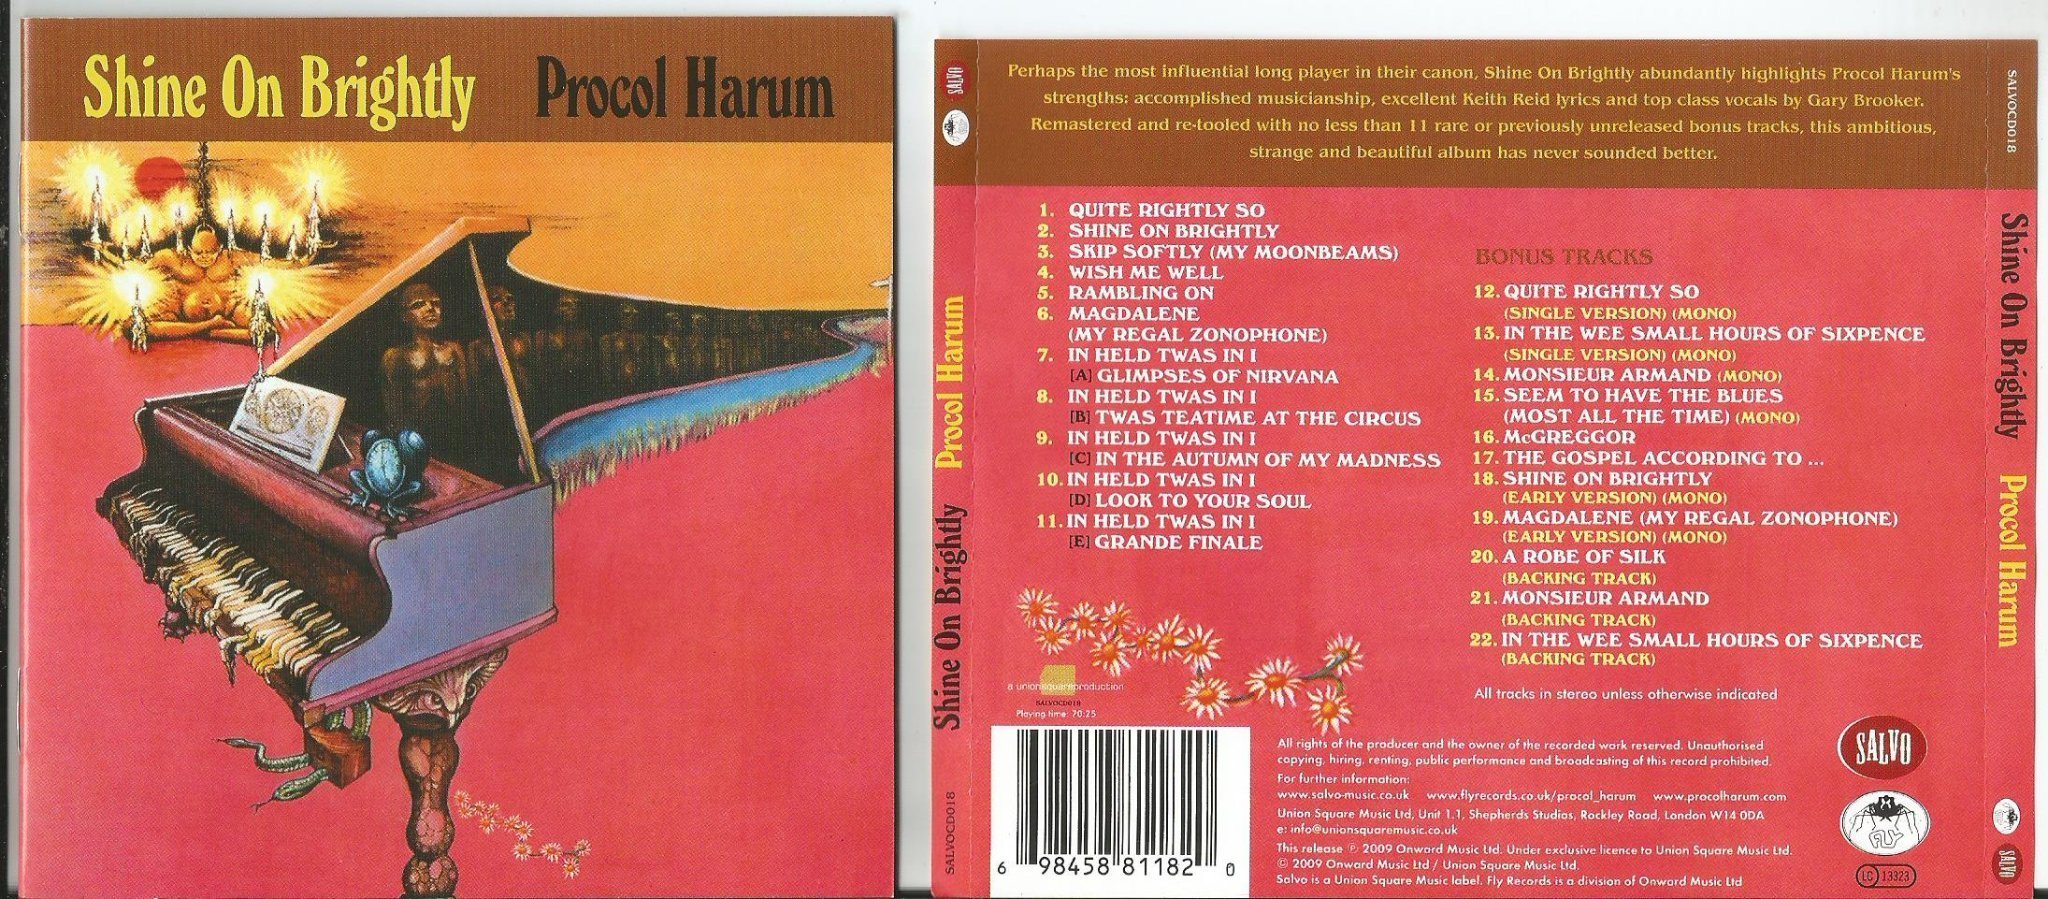 Shine On Brightly Procol Harum
SALVO
Shine On Brightly Procol Harum
SALVOCD018
Perhaps the most influential long player in their canon, Shine On Brightly abundantly highlights Procol Harum's
strengths: accomplished musicianship, excellent Keith Reid lyrics and top class vocals by Gary Brooker.
Remastered and re-tooled with no less than 11 rare or previously unreleased bonus tracks, this ambitious,
strange and beautiful album has never sounded better.
1. QUITE RIGHTLY SO
2. SHINE ON BRIGHTLY
3. SKIP SOFTLY (MY MOONBEAMS)
4. WISH ME WELL
5. RAMBLING ON
6. MAGDALENE
(MY REGAL ZONOPHONE)
7. IN HELD TWAS IN I
[A] GLIMPSES OF NIRVANA
8. IN HELD TWAS IN I
[B] TWAS TEATIME AT THE CIRCUS
9. IN HELD TWAS IN I
[C] IN THE AUTUMN OF MY MADNESS
10. IN HELD TWAS IN I
[D] LOOK TO YOUR SOUL
11. IN HELD TWAS IN I
[E] GRANDE FINALE
BONUS TRACKS
12. QUITE RIGHTLY SO
(SINGLE VERSION) (MONO)
13. IN THE WEE SMALL HOURS OF SIXPENCE
(SINGLE VERSION) (MONO)
14. MONSIEUR ARMAND (MONO)
15. SEEM TO HAVE THE BLUES
(MOST ALL THE TIME) (MONO)
16. McGREGGOR
17. THE GOSPEL ACCORDING TO ...
18. SHINE ON BRIGHTLY
(EARLY VERSION) (MONO)
19. MAGDALENE (MY REGAL ZONOPHONE)
(EARLY VERSION) (MONO)
20. A ROBE OF SILK
(BACKING TRACK)
21. MONSIEUR ARMAND
(BACKING TRACK)
22. IN THE WEE SMALL HOURS OF SIXPENCE
(BACKING TRACK)
All tracks in stereo unless otherwise indicated
a unionsquareproduction
SALVOCD018
Playing time: 70:25
6 98458 81182 0
All rights of the producer and the owner of the recorded work reserved. Unauthorised
copying, hiring, renting, public performance and broadcasting of this record prohibited.
For further information:
www.salvo-music.co.uk www.flyrecords.co.uk/procol_harum www.procolharum.com
Union Square Music Ltd, Unit 1.1, Shepherds Studios, Rockley Road, London W14 0DA
e: info@unionsquaremusic.co.uk
This release ℗ 2009 Onward Music Ltd. Under exclusive licence to Union Square Music Ltd.
© 2009 Onward Music Ltd / Union Square Music Ltd.
Salvo is a Union Square Music label. Fly Records is a division of Onward Music Ltd
SALVO
FLY
LC 13323
SALVOCD018
Shine On Brightly Procol Harum
SALVO